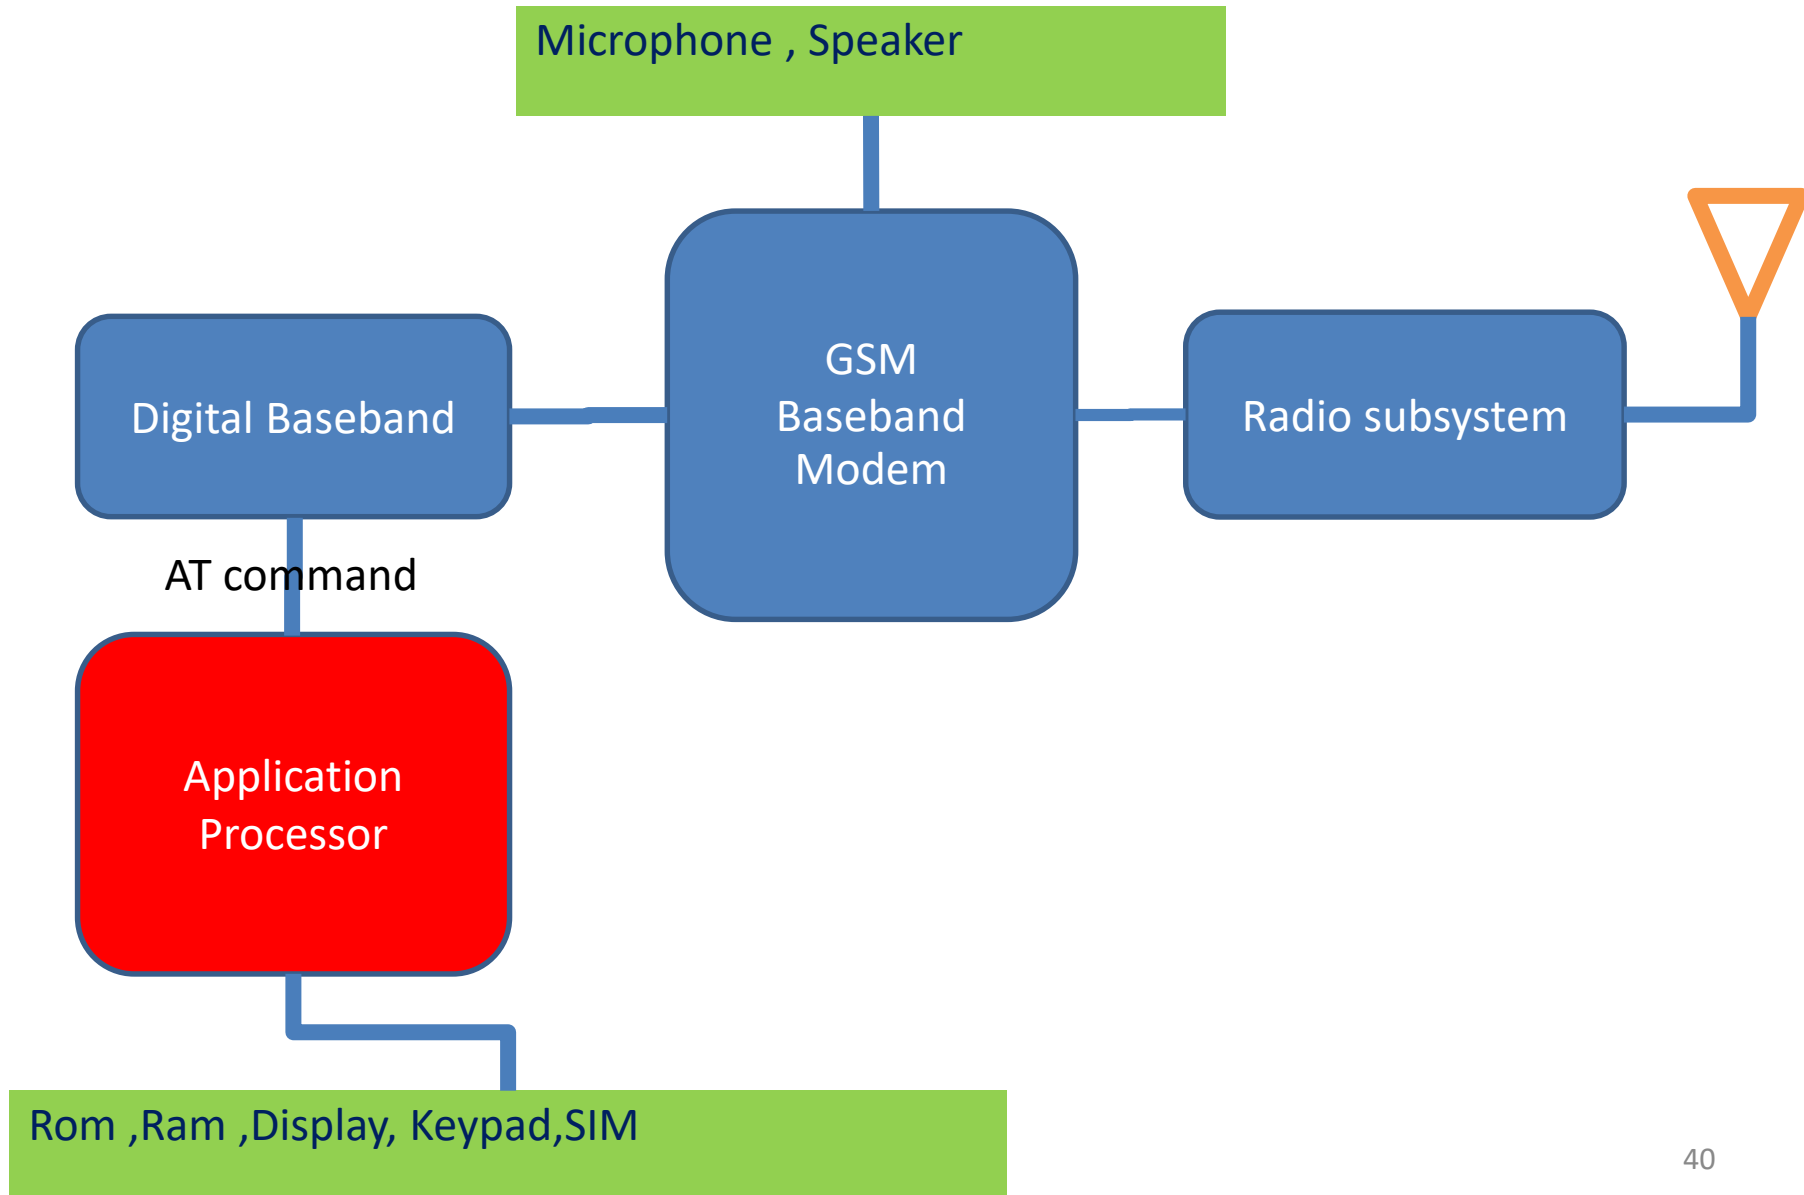 Microphone , Speaker
GSM
Baseband
Modem
Digital Baseband
Radio subsystem
AT command
Application
Processor
Rom ,Ram ,Display, Keypad,SIM
40